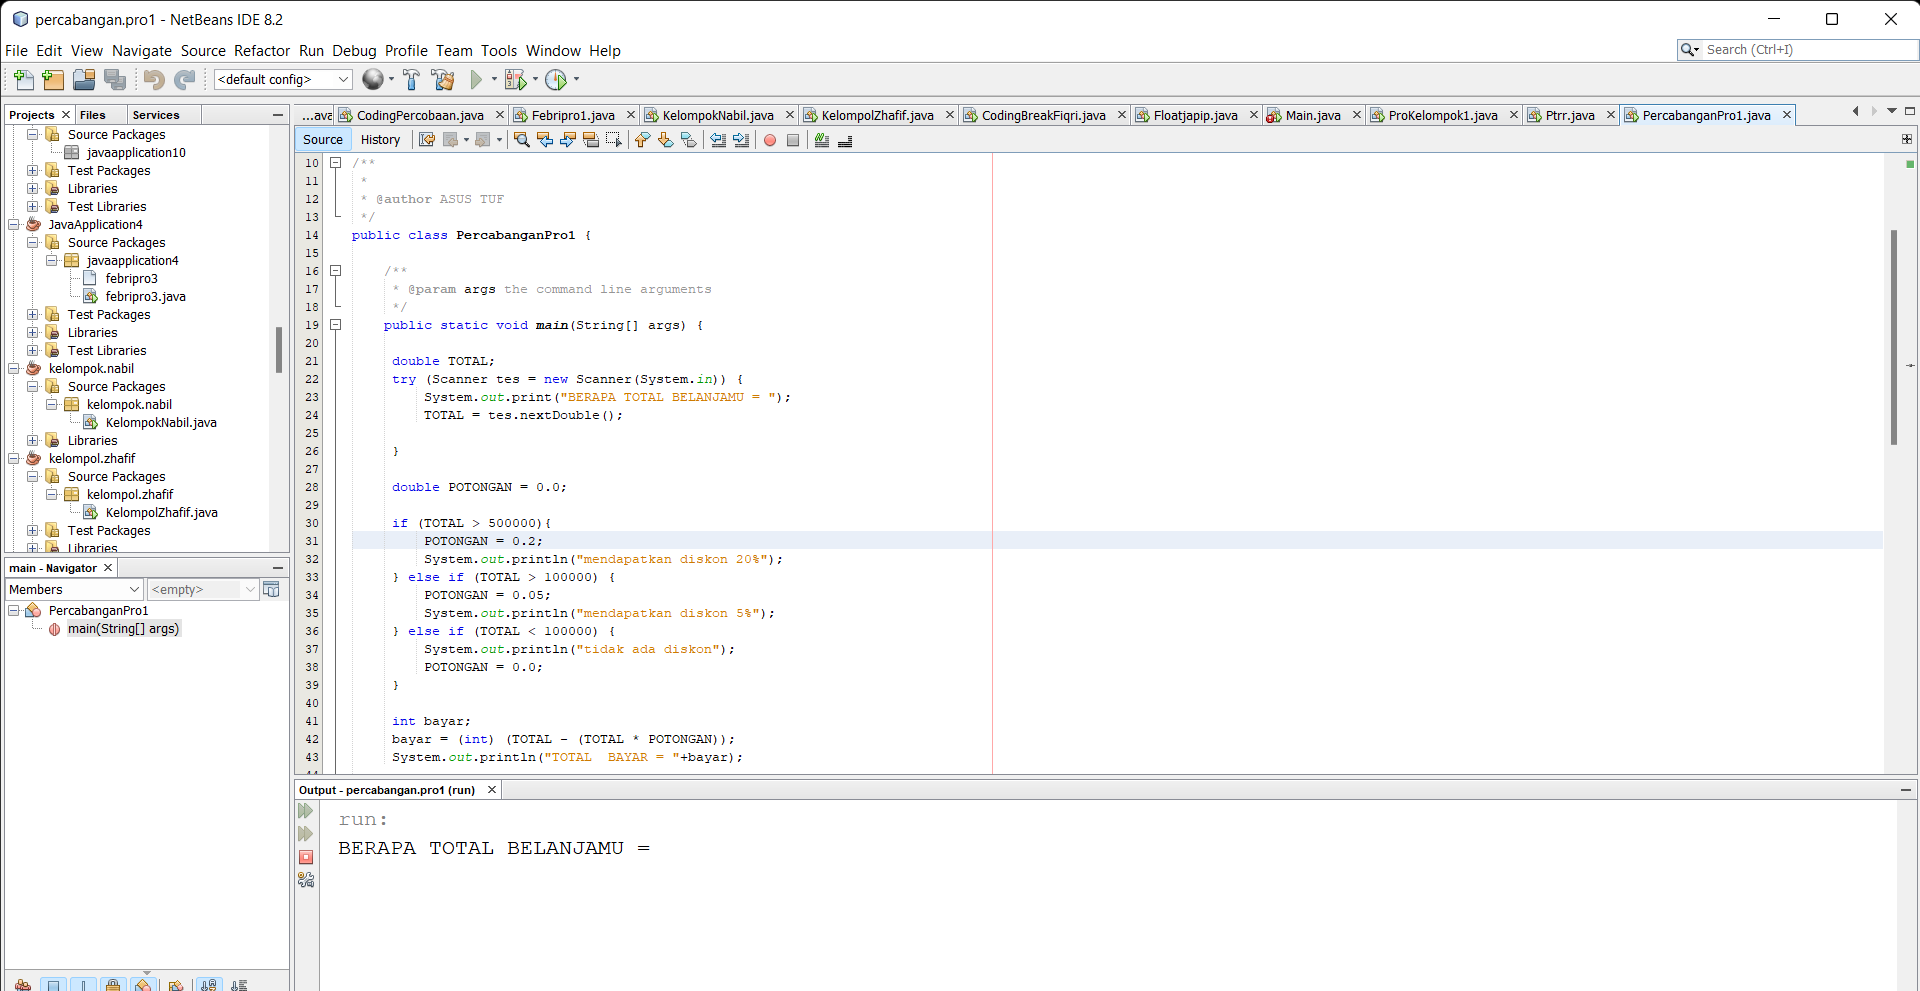 percabangan.pro1 - NetBeans IDE 8.2
File Edit View Navigate Source Refactor Run Debug Profile Team Tools Window Help
Search (Ctrl+I)
<default config>
Projects Files Services
Source Packages
javaapplication10
Test Packages
Libraries
Test Libraries
JavaApplication4
Source Packages
javaapplication4
febripro3
febripro3.java
Test Packages
Libraries
Test Libraries
kelompok.nabil
Source Packages
kelompok.nabil
KelompokNabil.java
Libraries
kelompol.zhafif
Source Packages
kelompol.zhafif
KelompolZhafif.java
Test Packages
Libraries
main - Navigator
Members <empty>
PercabanganPro1
main(String[] args)
...ava CodingPercobaan.java Febripro1.java KelompokNabil.java KelompolZhafif.java CodingBreakFiqri.java Floatjapip.java Main.java ProKelompok1.java Ptrr.java PercabanganPro1.java
Source History
10 /**
11 *
12 * @author ASUS TUF
13 */
14 public class PercabanganPro1 {
15
16 /**
17 * @param args the command line arguments
18 */
19 public static void main(String[] args) {
20
21 double TOTAL;
22 try (Scanner tes = new Scanner(System.in)) {
23 System.out.print("BERAPA TOTAL BELANJAMU = ");
24 TOTAL = tes.nextDouble();
25
26 }
27
28 double POTONGAN = 0.0;
29
30 if (TOTAL > 500000){
31 POTONGAN = 0.2;
32 System.out.println("mendapatkan diskon 20%");
33 } else if (TOTAL > 100000) {
34 POTONGAN = 0.05;
35 System.out.println("mendapatkan diskon 5%");
36 } else if (TOTAL < 100000) {
37 System.out.println("tidak ada diskon");
38 POTONGAN = 0.0;
39 }
40
41 int bayar;
42 bayar = (int) (TOTAL - (TOTAL * POTONGAN));
43 System.out.println("TOTAL  BAYAR = "+bayar);
Output - percabangan.pro1 (run)
run:
BERAPA TOTAL BELANJAMU =